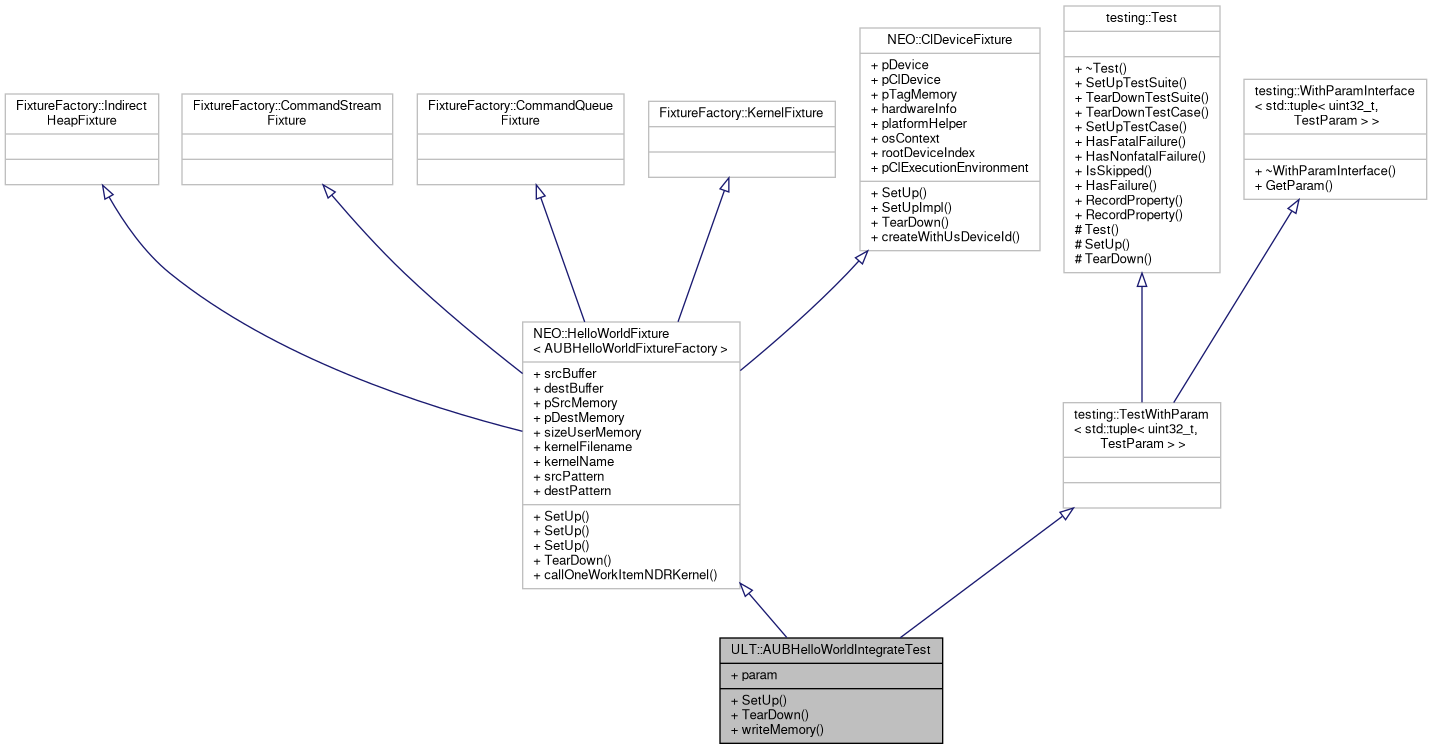 FixtureFactory::Indirect
HeapFixture
FixtureFactory::CommandStream
Fixture
FixtureFactory::CommandQueue
Fixture
FixtureFactory::KernelFixture
NEO::ClDeviceFixture
+ pDevice
+ pClDevice
+ pTagMemory
+ hardwareInfo
+ platformHelper
+ osContext
+ rootDeviceIndex
+ pClExecutionEnvironment
+ SetUp()
+ SetUpImpl()
+ TearDown()
+ createWithUsDeviceId()
testing::Test
+ ~Test()
+ SetUpTestSuite()
+ TearDownTestSuite()
+ TearDownTestCase()
+ SetUpTestCase()
+ HasFatalFailure()
+ HasNonfatalFailure()
+ IsSkipped()
+ HasFailure()
+ RecordProperty()
+ RecordProperty()
# Test()
# SetUp()
# TearDown()
testing::WithParamInterface
< std::tuple< uint32_t,
TestParam > >
+ ~WithParamInterface()
+ GetParam()
NEO::HelloWorldFixture
< AUBHelloWorldFixtureFactory >
+ srcBuffer
+ destBuffer
+ pSrcMemory
+ pDestMemory
+ sizeUserMemory
+ kernelFilename
+ kernelName
+ srcPattern
+ destPattern
+ SetUp()
+ SetUp()
+ SetUp()
+ TearDown()
+ callOneWorkItemNDRKernel()
testing::TestWithParam
< std::tuple< uint32_t,
TestParam > >
ULT::AUBHelloWorldIntegrateTest
+ param
+ SetUp()
+ TearDown()
+ writeMemory()